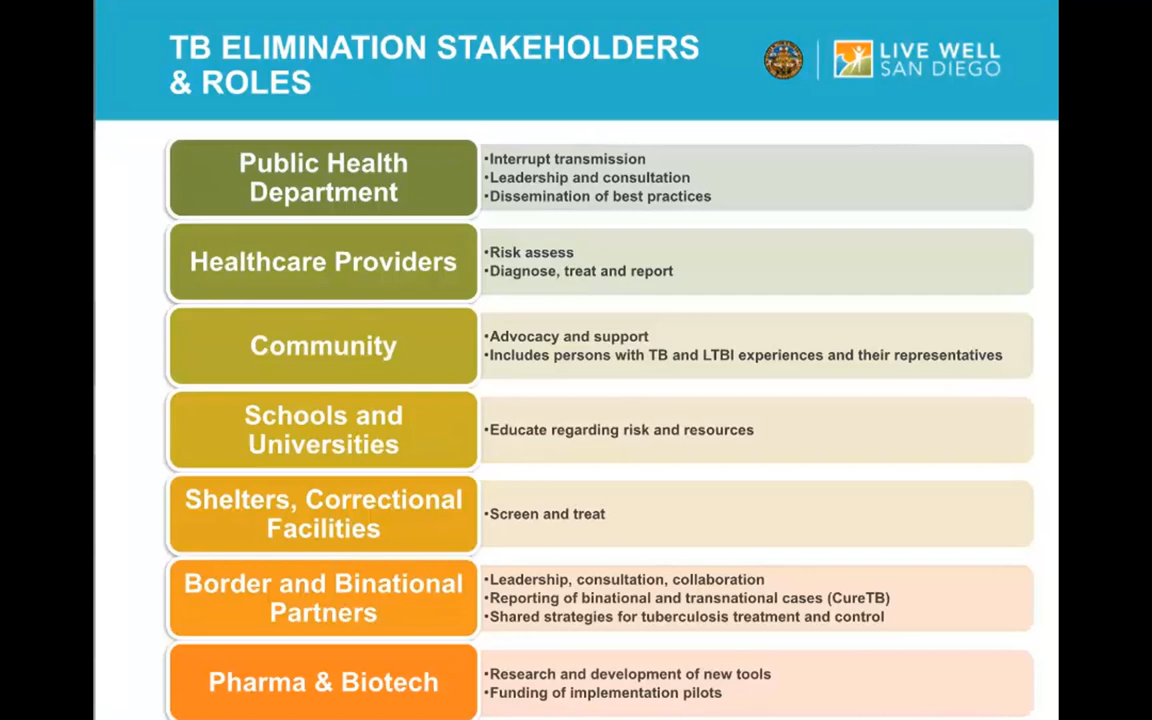 TB ELIMINATION STAKEHOLDERS
& ROLES
LIVE WELL
SAN DIEGO
Public Health
Department
•Interrupt transmission
•Leadership and consultation
•Dissemination of best practices
Healthcare Providers
•Risk assess
•Diagnose, treat and report
Community
•Advocacy and support
•Includes persons with TB and LTBI experiences and their representatives
Schools and
Universities
•Educate regarding risk and resources
Shelters, Correctional
Facilities
•Screen and treat
Border and Binational
Partners
•Leadership, consultation, collaboration
•Reporting of binational and transnational cases (CureTB)
•Shared strategies for tuberculosis treatment and control
Pharma & Biotech
•Research and development of new tools
•Funding of implementation pilots